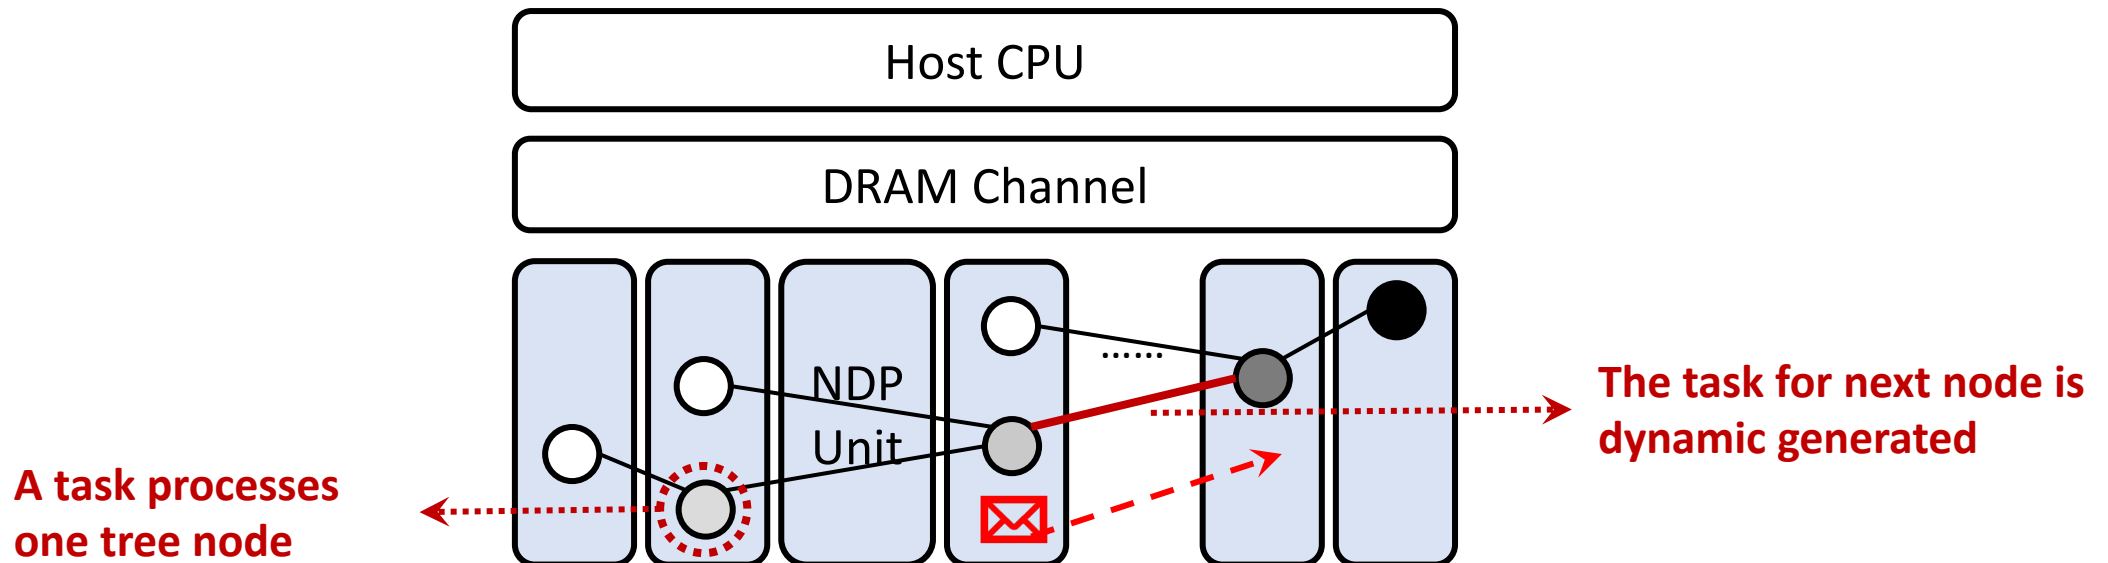 Host CPU
DRAM Channel
NDP
Unit
......
The task for next node is
dynamic generated
A task processes
one tree node